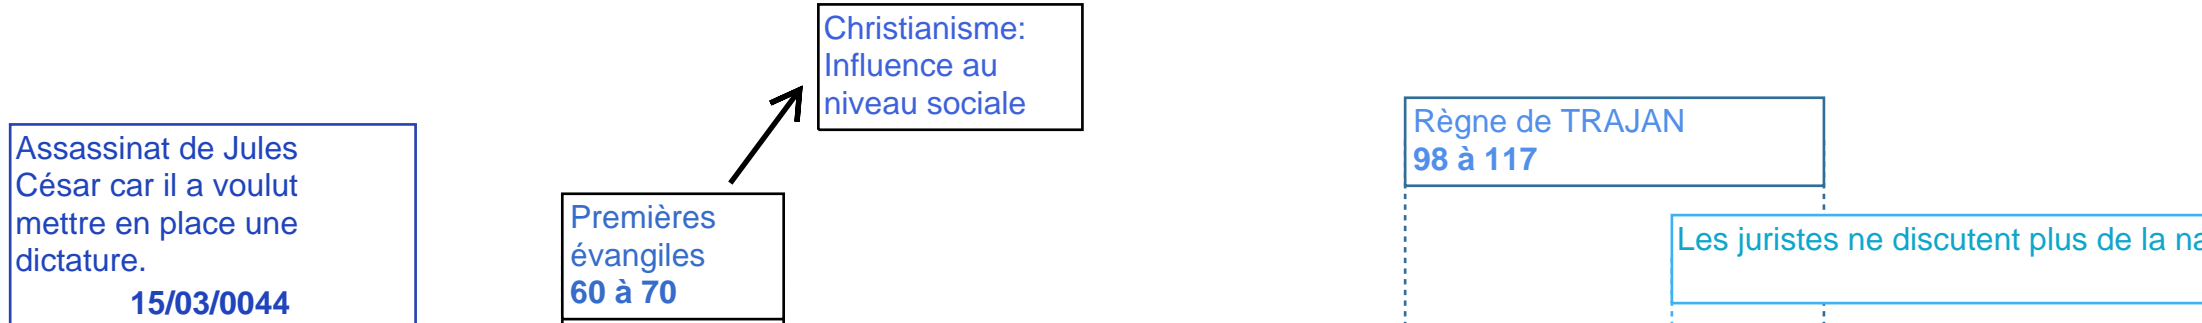 Christianisme:
Influence au
niveau sociale
Assassinat de Jules
César car il a voulut
mettre en place une
dictature.
15/03/0044
Premières
évangiles
60 à 70
Règne de TRAJAN
98 à 117
Les juristes ne discutent plus de la